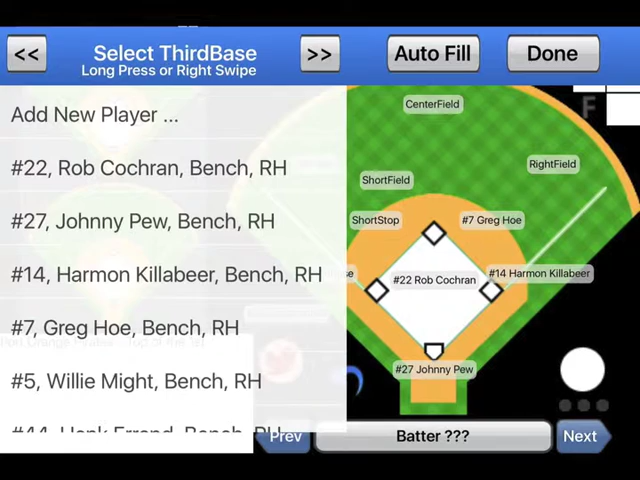 << Select ThirdBase >> Auto Fill Done
Long Press or Right Swipe
Add New Player ...
#22, Rob Cochran, Bench, RH
#27, Johnny Pew, Bench, RH
#14, Harmon Killabeer, Bench, RH
#7, Greg Hoe, Bench, RH
#5, Willie Might, Bench, RH
F
CenterField
RightField
ShortField
ShortStop
#7 Greg Hoe
#22 Rob Cochran
#14 Harmon Killabeer
#27 Johnny Pew
Prev Batter ??? Next